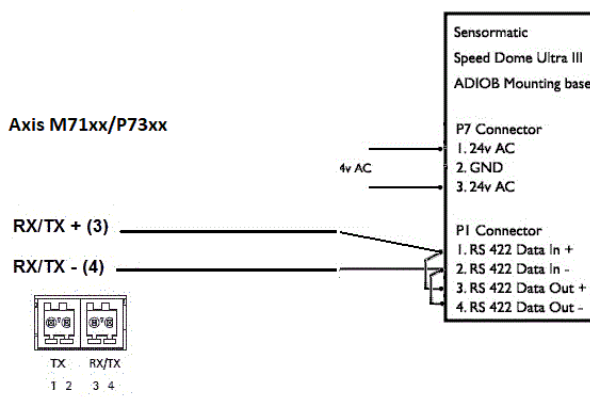 Sensormatic
Speed Dome Ultra III
ADIOB Mounting base
Axis M71xx/P73xx
P7 Connector
1. 24v AC
4v AC
2. GND
3. 24v AC
RX/TX + (3)
P1 Connector
1. RS 422 Data In +
RX/TX - (4)
2. RS 422 Data In -
3. RS 422 Data Out +
4. RS 422 Data Out -
TX RX/TX
1 2 3 4